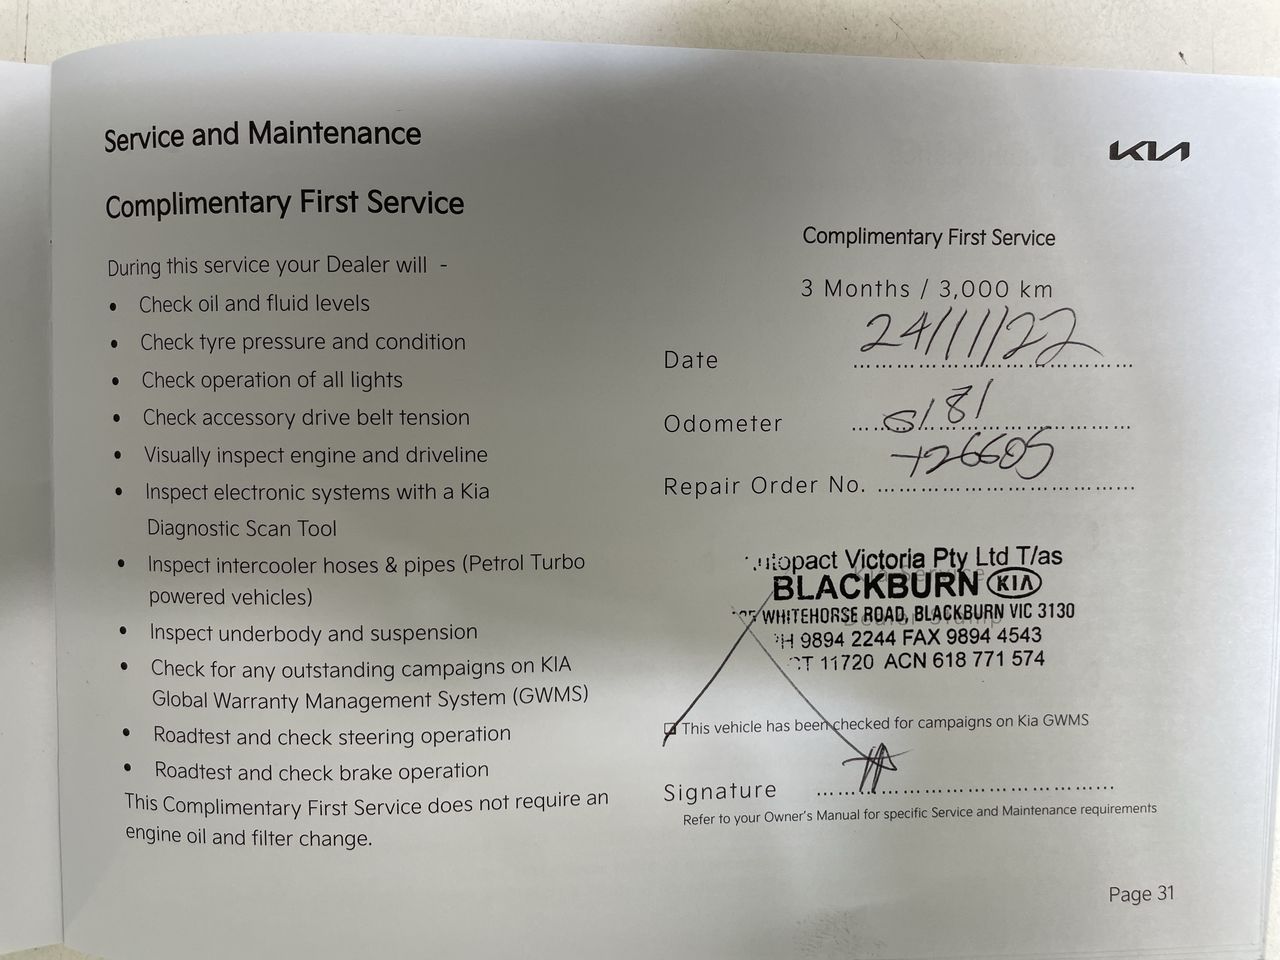 Service and Maintenance
KIA
Complimentary First Service
During this service your Dealer will -
• Check oil and fluid levels
• Check tyre pressure and condition
• Check operation of all lights
• Check accessory drive belt tension
• Visually inspect engine and driveline
• Inspect electronic systems with a Kia
Diagnostic Scan Tool
• Inspect intercooler hoses & pipes (Petrol Turbo
powered vehicles)
• Inspect underbody and suspension
• Check for any outstanding campaigns on KIA
Global Warranty Management System (GWMS)
• Roadtest and check steering operation
• Roadtest and check brake operation
This Complimentary First Service does not require an
engine oil and filter change.
Complimentary First Service
3 Months / 3,000 km
Date 24/11/22
Odometer 5181
Repair Order No. 726605
Victoria Pty Ltd T/as
BLACKBURN KIA
WHITEHORSE ROAD, BLACKBURN VIC 3130
PH 9894 2244 FAX 9894 4543
11720 ACN 618 771 574
This vehicle has been checked for campaigns on Kia GWMS
Signature
Refer to your Owner's Manual for specific Service and Maintenance requirements
Page 31